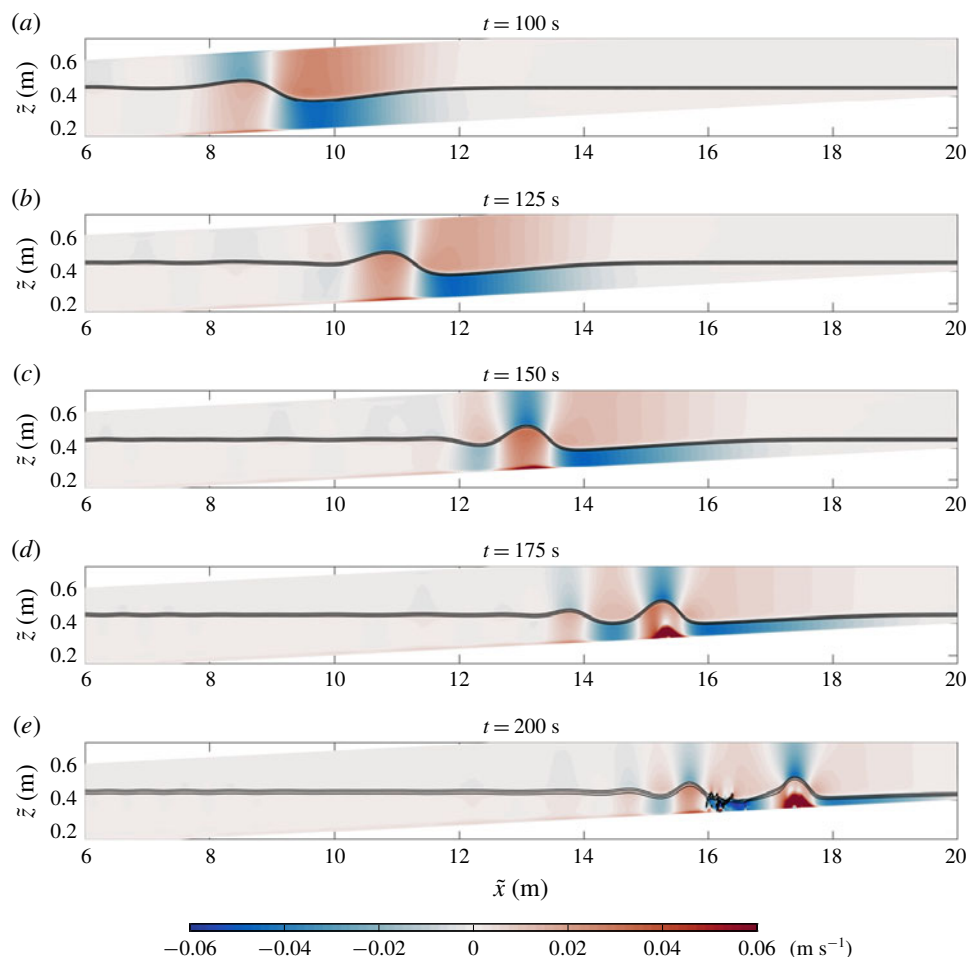 (a)
t = 100 s
z̃ (m)
0.6
0.4
0.2
6 8 10 12 14 16 18 20
(b)
t = 125 s
z̃ (m)
0.6
0.4
0.2
6 8 10 12 14 16 18 20
(c)
t = 150 s
z̃ (m)
0.6
0.4
0.2
6 8 10 12 14 16 18 20
(d)
t = 175 s
z̃ (m)
0.6
0.4
0.2
6 8 10 12 14 16 18 20
(e)
t = 200 s
z̃ (m)
0.6
0.4
0.2
6 8 10 12 14 16 18 20
x̃ (m)
−0.06 −0.04 −0.02 0 0.02 0.04 0.06 (m s⁻¹)